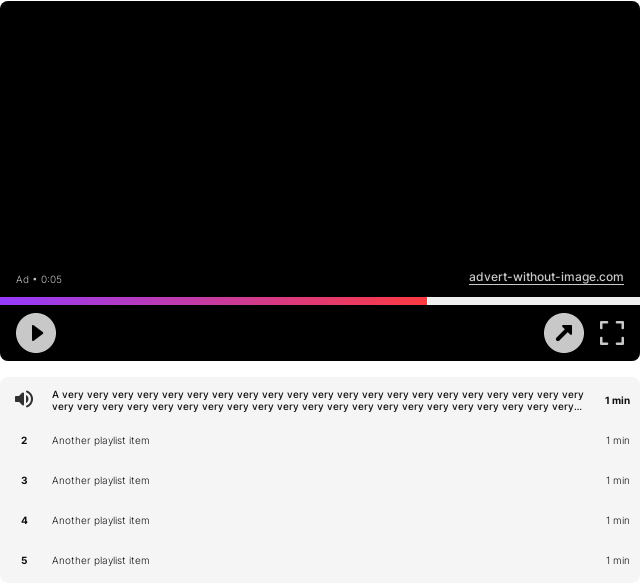 Ad • 0:05
advert-without-image.com
A very very very very very very very very very very very very very very very very very very very very very
very very very very very very very very very very very very very very very very very very very very very...
1 min
2 Another playlist item 1 min
3 Another playlist item 1 min
4 Another playlist item 1 min
5 Another playlist item 1 min